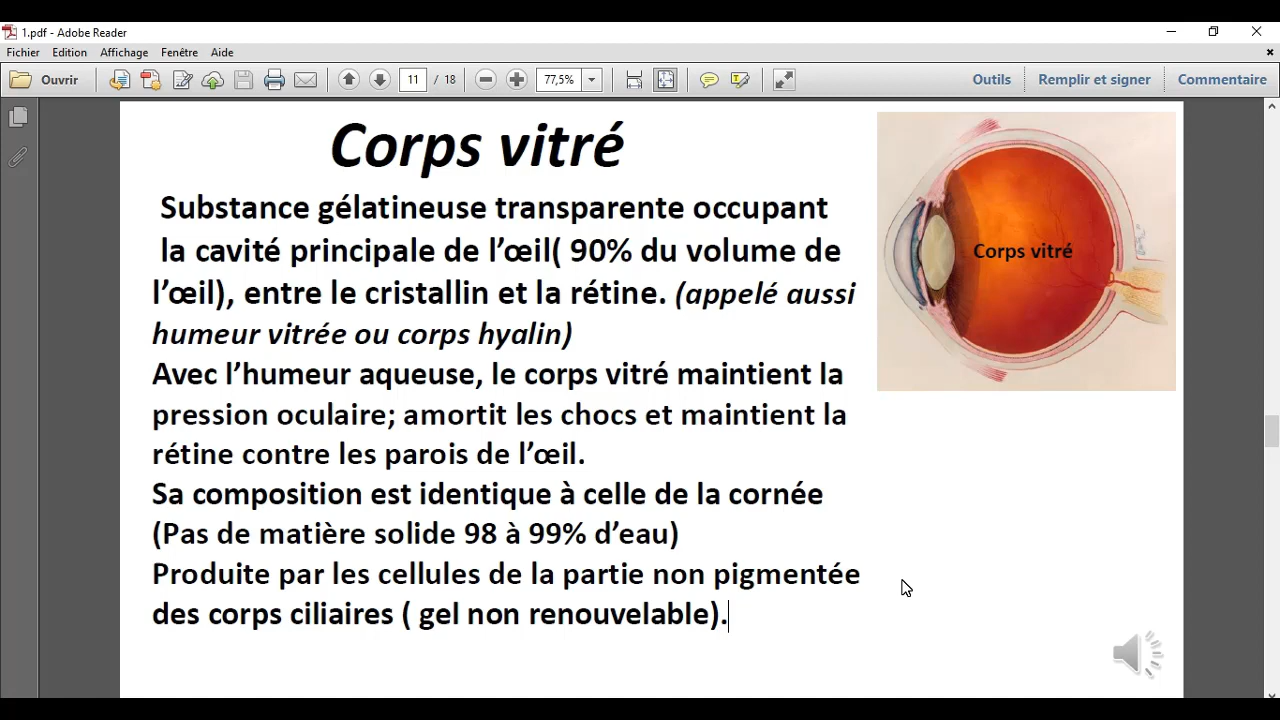 1.pdf - Adobe Reader
Fichier Edition Affichage Fenêtre Aide
Ouvrir 11 / 18 77,5% Outils Remplir et signer Commentaire
Corps vitré
Substance gélatineuse transparente occupant
la cavité principale de l’œil( 90% du volume de
l’œil), entre le cristallin et la rétine. (appelé aussi
humeur vitrée ou corps hyalin)
Avec l’humeur aqueuse, le corps vitré maintient la
pression oculaire; amortit les chocs et maintient la
rétine contre les parois de l’œil.
Sa composition est identique à celle de la cornée
(Pas de matière solide 98 à 99% d’eau)
Produite par les cellules de la partie non pigmentée
des corps ciliaires ( gel non renouvelable).
Corps vitré